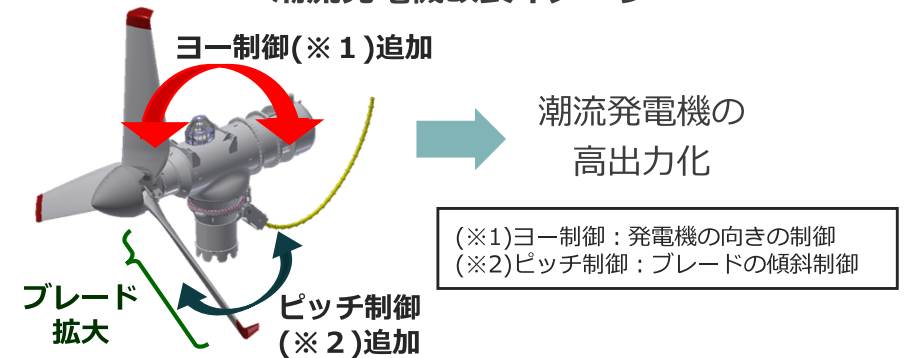 ヨー制御(※１)追加
潮流発電機の
高出力化
(※1)ヨー制御：発電機の向きの制御
(※2)ピッチ制御：ブレードの傾斜制御
ブレード
拡大
ピッチ制御
(※２)追加